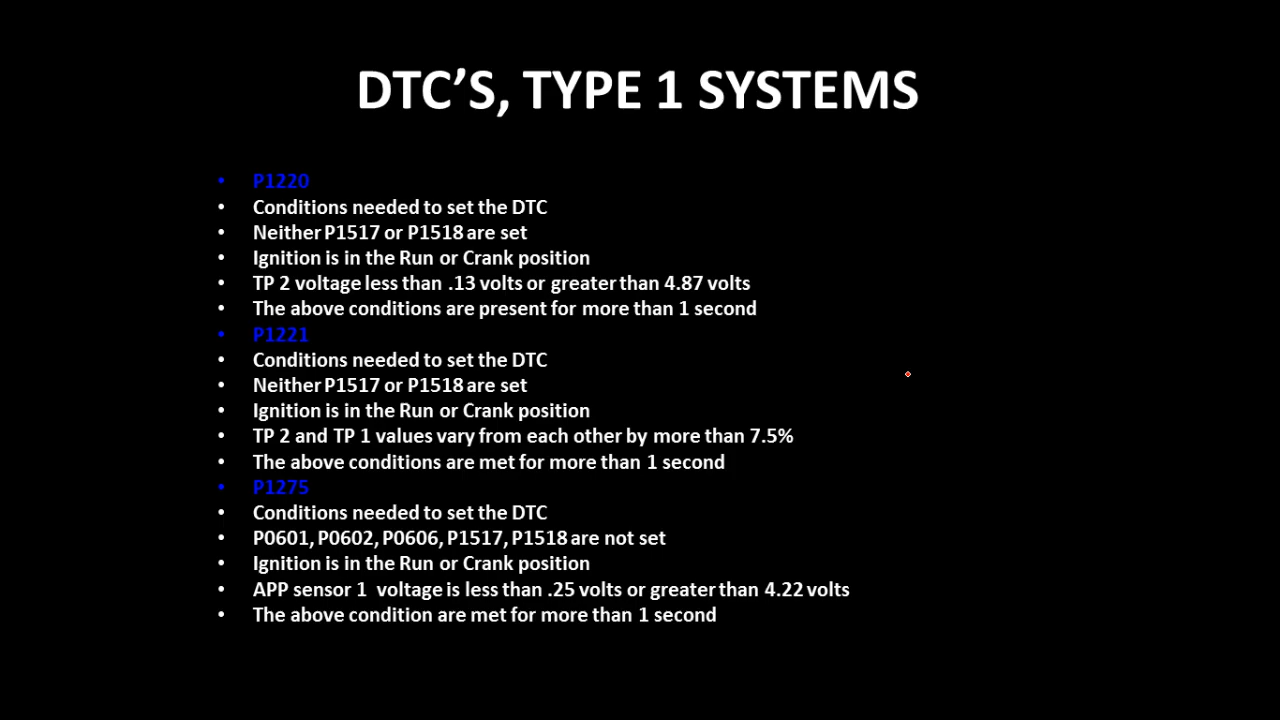 DTC’S, TYPE 1 SYSTEMS
• P1220
• Conditions needed to set the DTC
• Neither P1517 or P1518 are set
• Ignition is in the Run or Crank position
• TP 2 voltage less than .13 volts or greater than 4.87 volts
• The above conditions are present for more than 1 second
• P1221
• Conditions needed to set the DTC
• Neither P1517 or P1518 are set
• Ignition is in the Run or Crank position
• TP 2 and TP 1 values vary from each other by more than 7.5%
• The above conditions are met for more than 1 second
• P1275
• Conditions needed to set the DTC
• P0601, P0602, P0606, P1517, P1518 are not set
• Ignition is in the Run or Crank position
• APP sensor 1 voltage is less than .25 volts or greater than 4.22 volts
• The above condition are met for more than 1 second